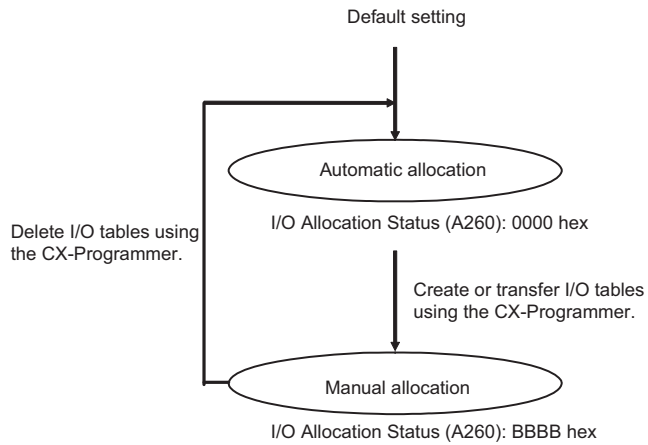 Default setting
Automatic allocation
I/O Allocation Status (A260): 0000 hex
Delete I/O tables using
the CX-Programmer.
Create or transfer I/O tables
using the CX-Programmer.
Manual allocation
I/O Allocation Status (A260): BBBB hex